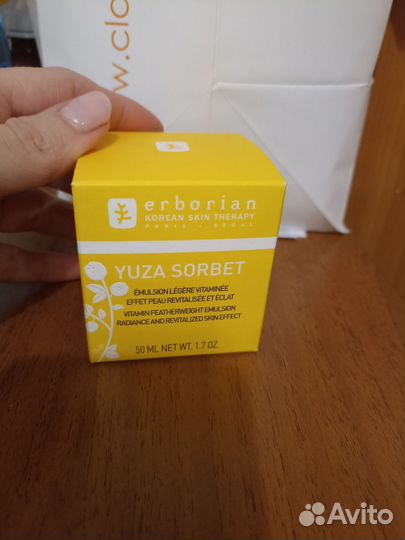 w.clo
erborian
KOREAN SKIN THERAPY
PARIS - SEOUL
YUZA SORBET
ÉMULSION LÉGÈRE VITAMINÉE
EFFET PEAU REVITALISÉE ET ÉCLAT
VITAMIN FEATHERWEIGHT EMULSION
RADIANCE AND REVITALIZED SKIN EFFECT
50 ML NET WT. 1.7 OZ.
Avito